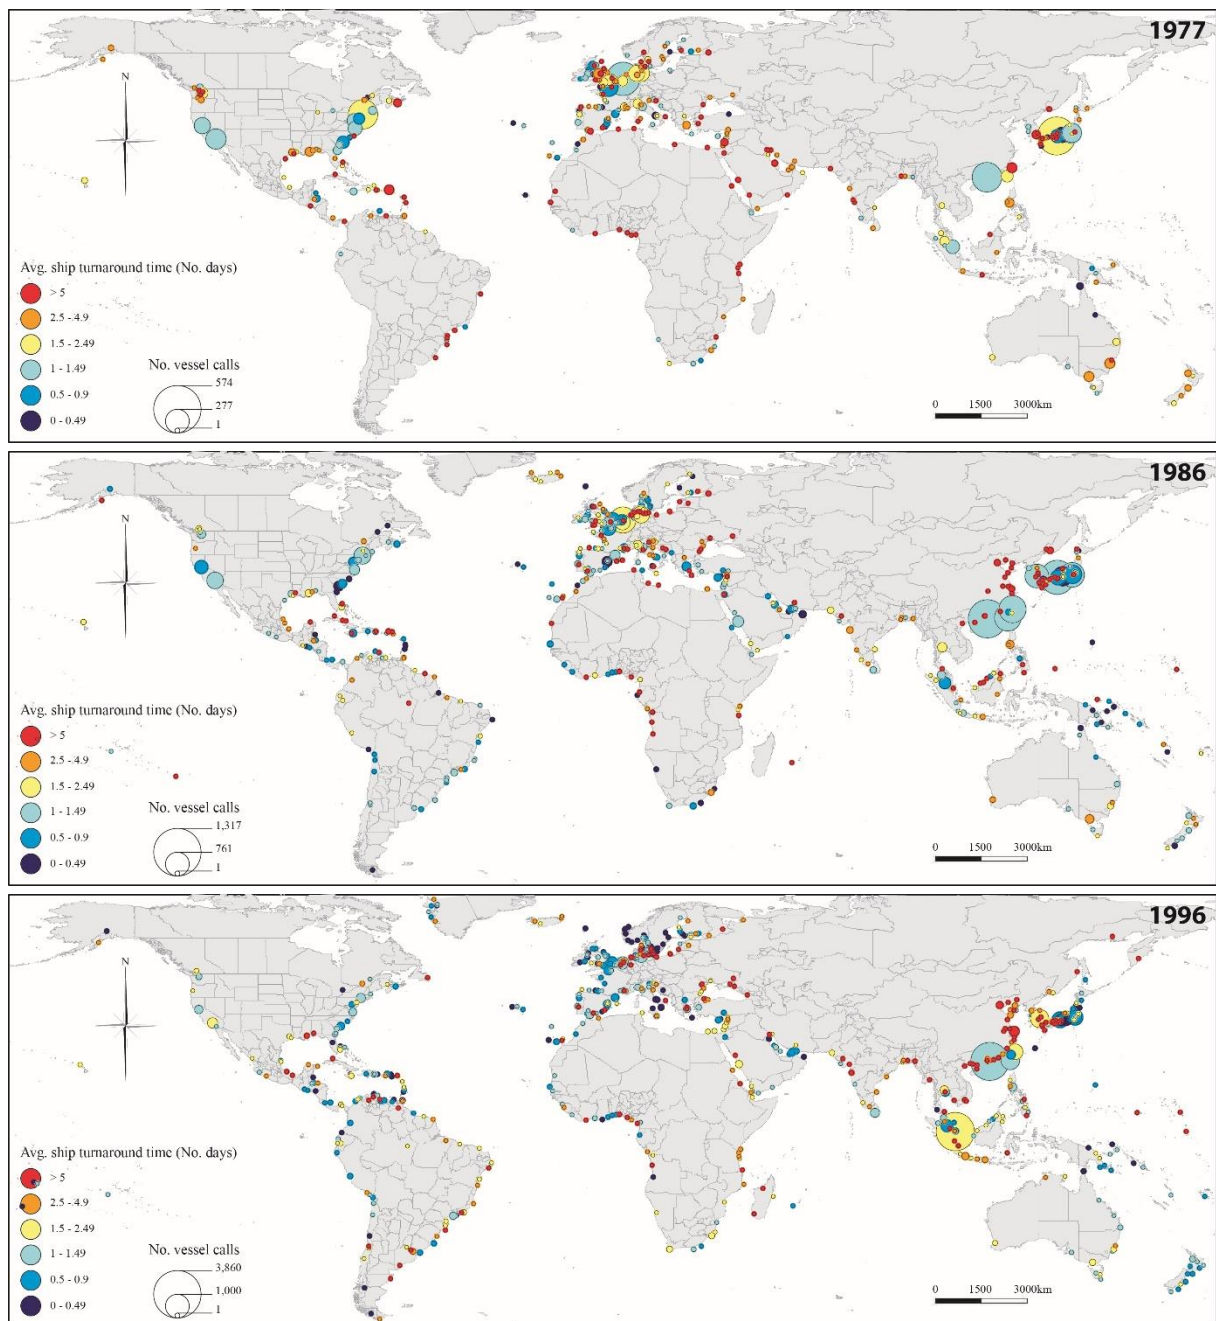 1977
N
Avg. ship turnaround time (No. days)
> 5
2.5 - 4.9
1.5 - 2.49
1 - 1.49
0.5 - 0.9
0 - 0.49
No. vessel calls
574
277
1
0 1500 3000km
1986
N
Avg. ship turnaround time (No. days)
> 5
2.5 - 4.9
1.5 - 2.49
1 - 1.49
0.5 - 0.9
0 - 0.49
No. vessel calls
1,317
761
1
0 1500 3000km
1996
N
Avg. ship turnaround time (No. days)
> 5
2.5 - 4.9
1.5 - 2.49
1 - 1.49
0.5 - 0.9
0 - 0.49
No. vessel calls
3,860
1,000
1
0 1500 3000km